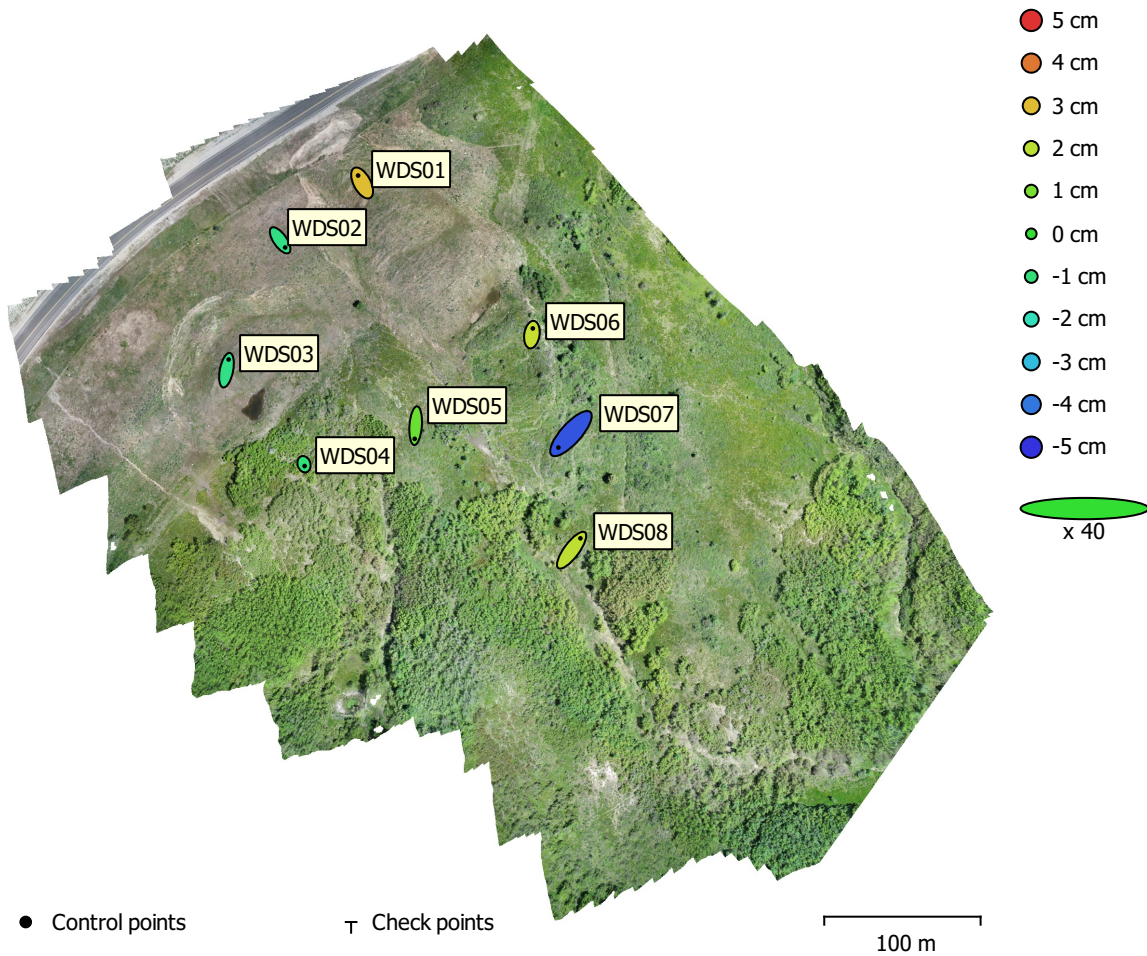 5 cm
4 cm
3 cm
2 cm
1 cm
0 cm
-1 cm
-2 cm
-3 cm
-4 cm
-5 cm
x 40
WDS01
WDS02
WDS06
WDS03
WDS05
WDS07
WDS04
WDS08
Control points
Check points
100 m